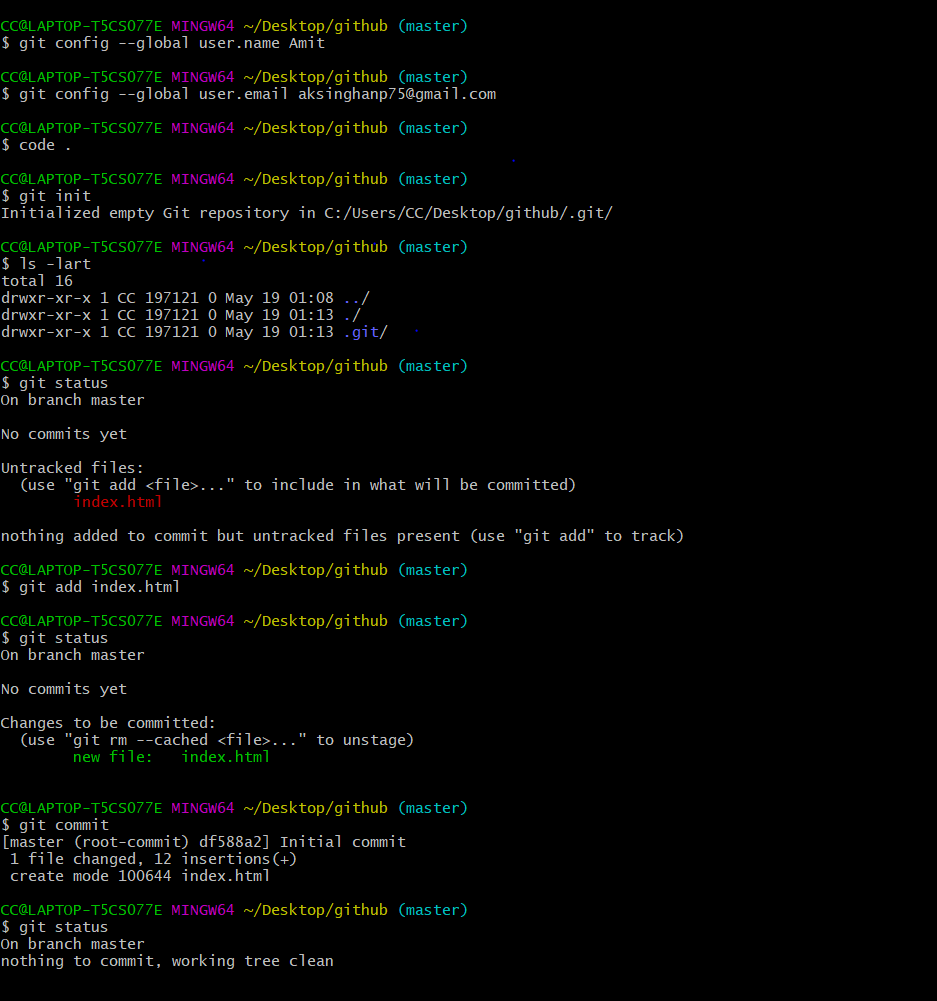 CC@LAPTOP-T5CSO77E MINGW64 ~/Desktop/github (master)
$ git config --global user.name Amit
CC@LAPTOP-T5CSO77E MINGW64 ~/Desktop/github (master)
$ git config --global user.email aksinghanp75@gmail.com
CC@LAPTOP-T5CSO77E MINGW64 ~/Desktop/github (master)
$ code .
CC@LAPTOP-T5CSO77E MINGW64 ~/Desktop/github (master)
$ git init
Initialized empty Git repository in C:/Users/CC/Desktop/github/.git/
CC@LAPTOP-T5CSO77E MINGW64 ~/Desktop/github (master)
$ ls -lart
total 16
drwxr-xr-x 1 CC 197121 0 May 19 01:08 ../
drwxr-xr-x 1 CC 197121 0 May 19 01:13 ./
drwxr-xr-x 1 CC 197121 0 May 19 01:13 .git/
CC@LAPTOP-T5CSO77E MINGW64 ~/Desktop/github (master)
$ git status
On branch master
No commits yet
Untracked files:
  (use "git add <file>..." to include in what will be committed)
        index.html
nothing added to commit but untracked files present (use "git add" to track)
CC@LAPTOP-T5CSO77E MINGW64 ~/Desktop/github (master)
$ git add index.html
CC@LAPTOP-T5CSO77E MINGW64 ~/Desktop/github (master)
$ git status
On branch master
No commits yet
Changes to be committed:
  (use "git rm --cached <file>..." to unstage)
        new file:   index.html
CC@LAPTOP-T5CSO77E MINGW64 ~/Desktop/github (master)
$ git commit
[master (root-commit) df588a2] Initial commit
 1 file changed, 12 insertions(+)
 create mode 100644 index.html
CC@LAPTOP-T5CSO77E MINGW64 ~/Desktop/github (master)
$ git status
On branch master
nothing to commit, working tree clean